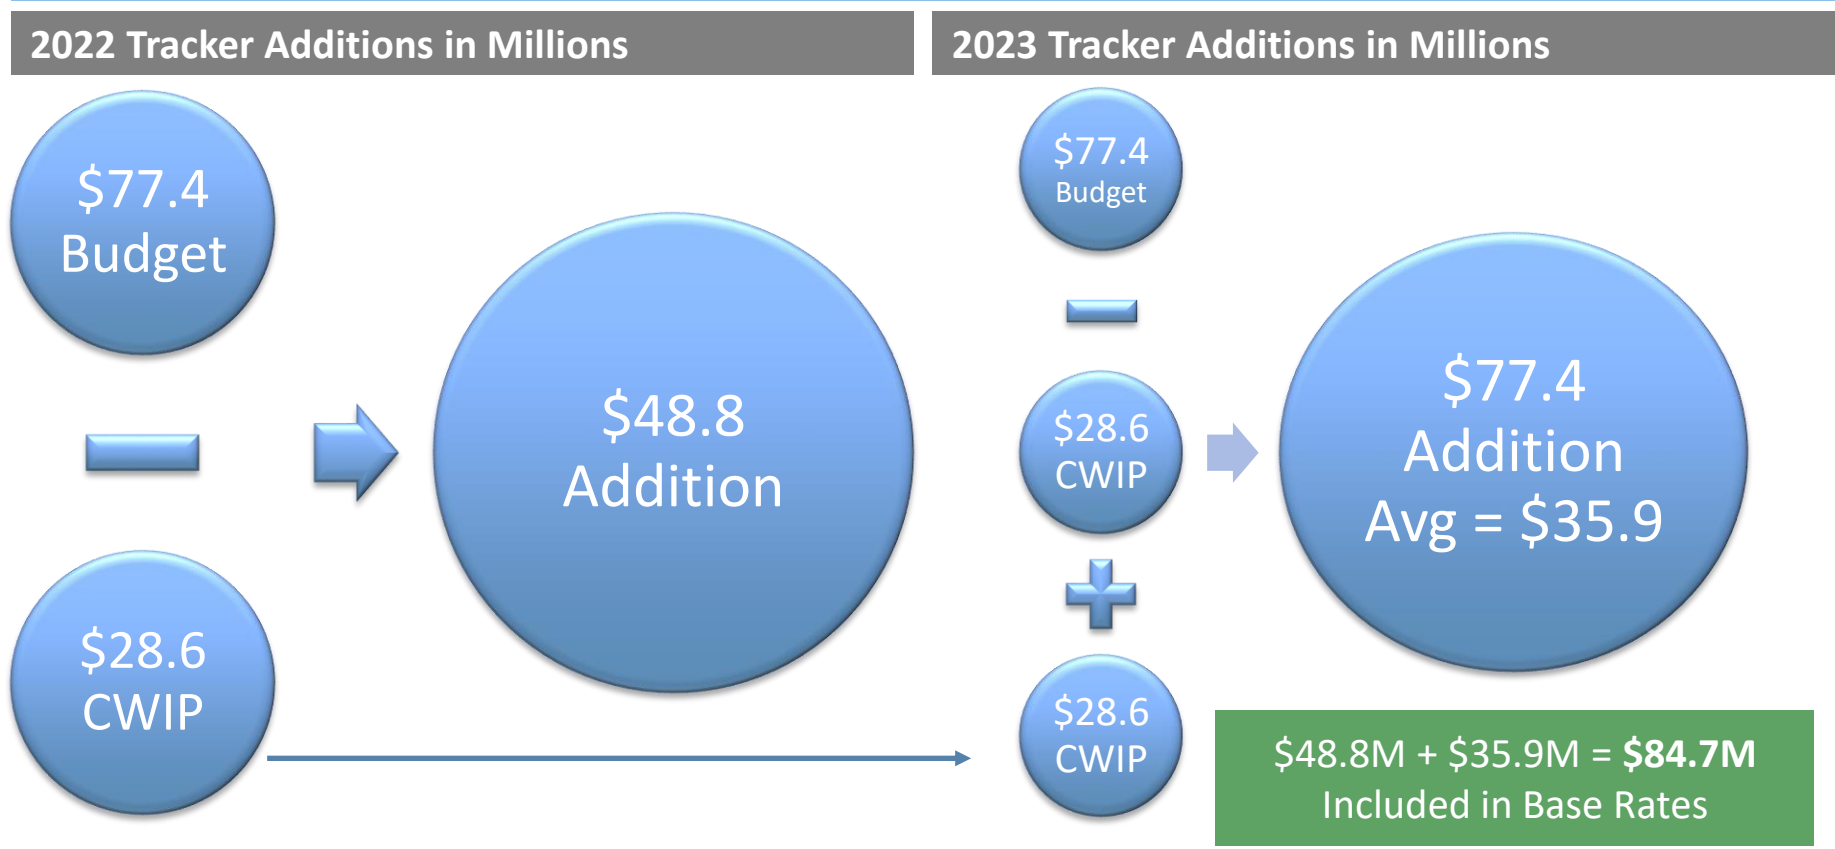 2022 Tracker Additions in Millions
$77.4
Budget
$28.6
CWIP
$48.8
Addition
2023 Tracker Additions in Millions
$77.4
Budget
$28.6
CWIP
$28.6
CWIP
$77.4
Addition
Avg = $35.9
$48.8M + $35.9M = $84.7M
Included in Base Rates